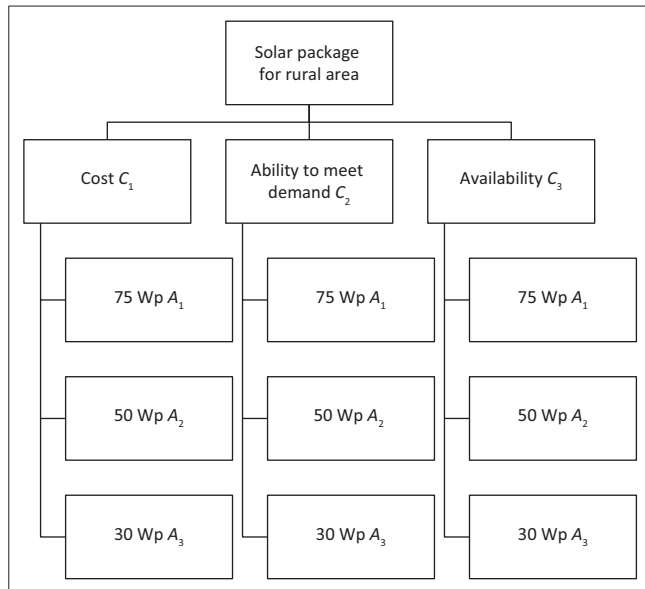 Solar package
for rural area
Cost C₁
Ability to meet
demand C₂
Availability C₃
75 Wp A₁
75 Wp A₁
75 Wp A₁
50 Wp A₂
50 Wp A₂
50 Wp A₂
30 Wp A₃
30 Wp A₃
30 Wp A₃